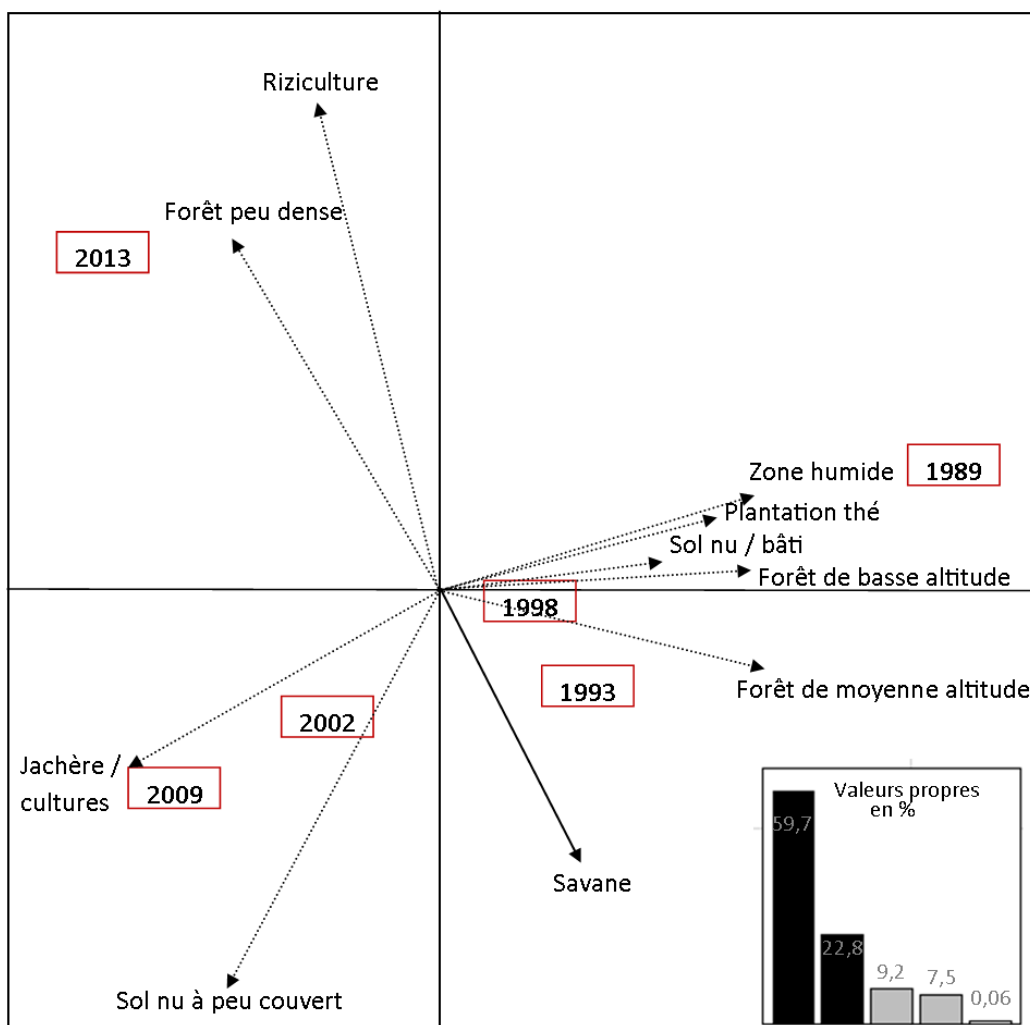 Riziculture
Forêt peu dense
2013
Zone humide
1989
Plantation thé
Sol nu / bâti
Forêt de basse altitude
1998
1993
Forêt de moyenne altitude
2002
Jachère /
cultures
2009
Savane
Sol nu à peu couvert
Valeurs propres
en %
59,7
22,8
9,2
7,5
0,06